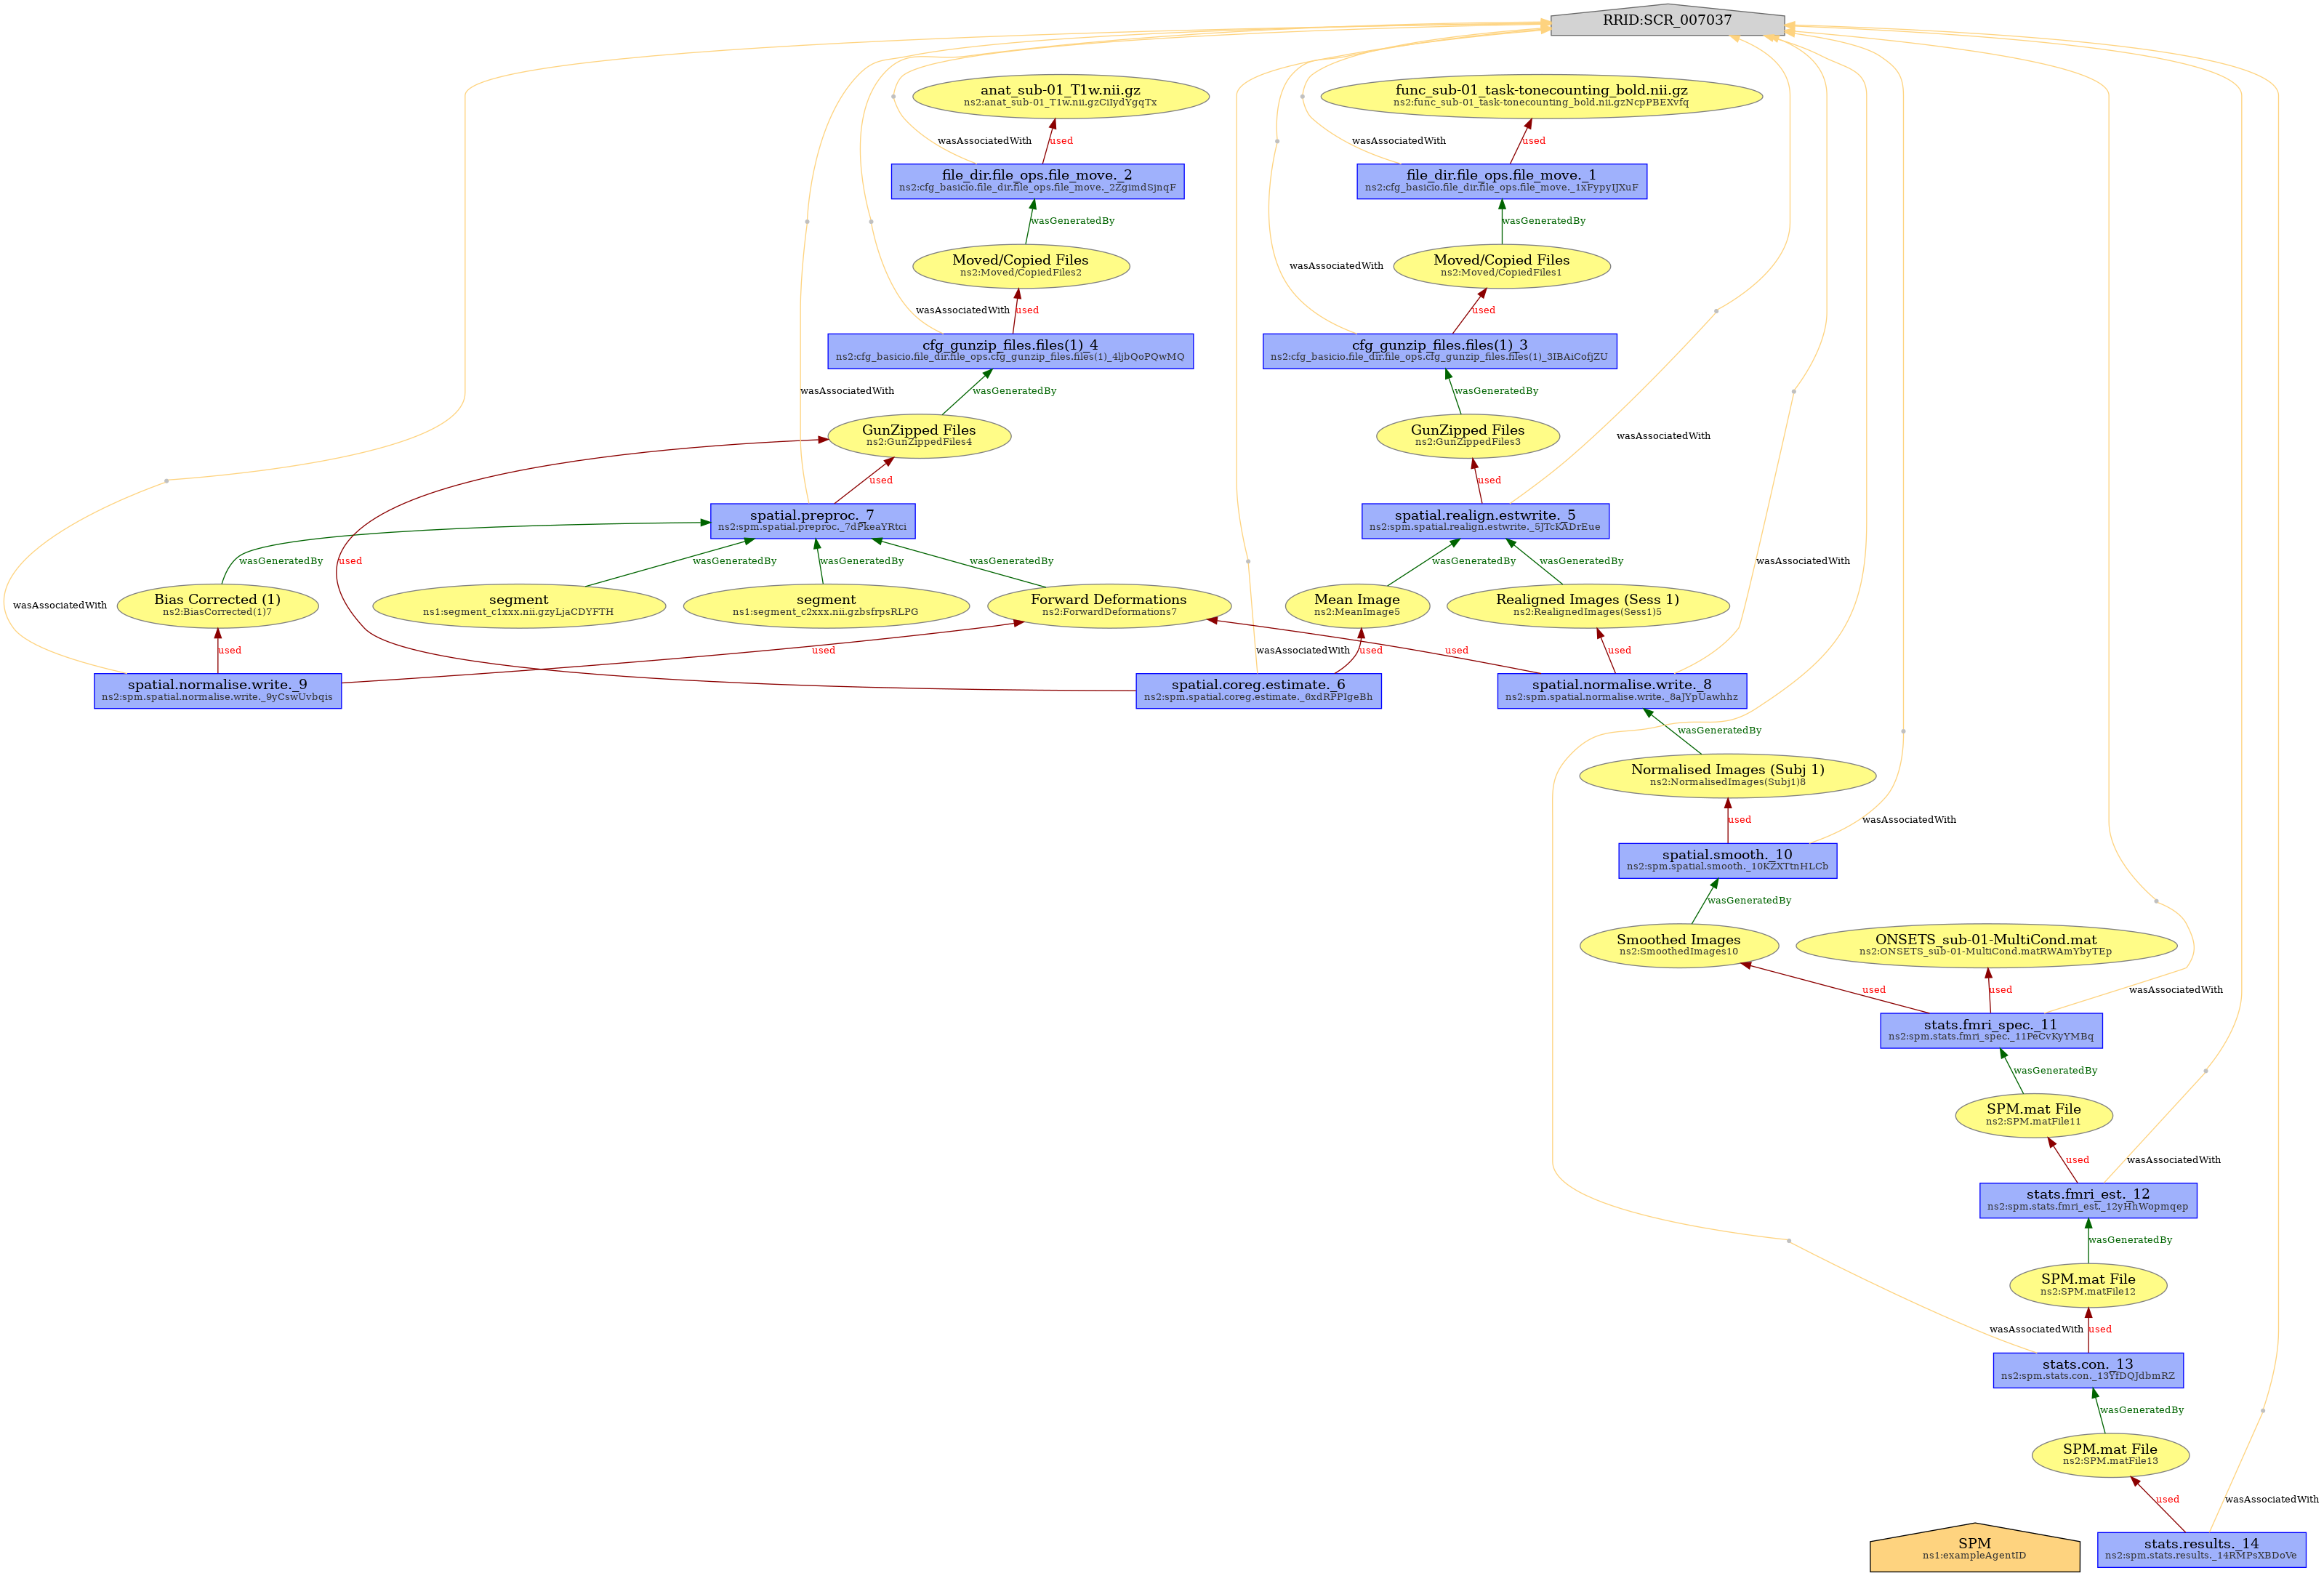 RRID:SCR_007037
anat_sub-01_T1w.nii.gz
ns2:anat_sub-01_T1w.nii.gzCiIydYgqTx
func_sub-01_task-tonecounting_bold.nii.gz
ns2:func_sub-01_task-tonecounting_bold.nii.gzNcpPBEXvfq
wasAssociatedWith
used
wasAssociatedWith
used
file_dir.file_ops.file_move._2
ns2:cfg_basicio.file_dir.file_ops.file_move._2ZgimdSjnqF
file_dir.file_ops.file_move._1
ns2:cfg_basicio.file_dir.file_ops.file_move._1xFypyIJXuF
wasGeneratedBy
wasGeneratedBy
Moved/Copied Files
ns2:Moved/CopiedFiles2
wasAssociatedWith
Moved/Copied Files
ns2:Moved/CopiedFiles1
wasAssociatedWith
used
used
cfg_gunzip_files.files(1)_4
ns2:cfg_basicio.file_dir.file_ops.cfg_gunzip_files.files(1)_4ljbQoPQwMQ
cfg_gunzip_files.files(1)_3
ns2:cfg_basicio.file_dir.file_ops.cfg_gunzip_files.files(1)_3IBAiCofjZU
wasAssociatedWith
wasGeneratedBy
wasGeneratedBy
GunZipped Files
ns2:GunZippedFiles4
GunZipped Files
ns2:GunZippedFiles3
wasAssociatedWith
used
used
spatial.preproc._7
ns2:spm.spatial.preproc._7dPkeaYRtci
spatial.realign.estwrite._5
ns2:spm.spatial.realign.estwrite._5JTcKADrEue
wasGeneratedBy
used
wasGeneratedBy
wasGeneratedBy
wasGeneratedBy
wasGeneratedBy
wasGeneratedBy
wasAssociatedWith
wasAssociatedWith
Bias Corrected (1)
ns2:BiasCorrected(1)7
segment
ns1:segment_c1xxx.nii.gzyLjaCDYFTH
segment
ns1:segment_c2xxx.nii.gzbsfrpsRLPG
Forward Deformations
ns2:ForwardDeformations7
Mean Image
ns2:MeanImage5
Realigned Images (Sess 1)
ns2:RealignedImages(Sess1)5
used
used
wasAssociatedWith
used
used
used
spatial.normalise.write._9
ns2:spm.spatial.normalise.write._9yCswUvbqis
spatial.coreg.estimate._6
ns2:spm.spatial.coreg.estimate._6xdRPPIgeBh
spatial.normalise.write._8
ns2:spm.spatial.normalise.write._8aJYpUawhhz
wasGeneratedBy
Normalised Images (Subj 1)
ns2:NormalisedImages(Subj1)8
used
wasAssociatedWith
spatial.smooth._10
ns2:spm.spatial.smooth._10KZXTtnHLCb
wasGeneratedBy
Smoothed Images
ns2:SmoothedImages10
ONSETS_sub-01-MultiCond.mat
ns2:ONSETS_sub-01-MultiCond.matRWAmYbyTEp
used
used
wasAssociatedWith
stats.fmri_spec._11
ns2:spm.stats.fmri_spec._11PeCvKyYMBq
wasGeneratedBy
SPM.mat File
ns2:SPM.matFile11
used
wasAssociatedWith
stats.fmri_est._12
ns2:spm.stats.fmri_est._12yHhWopmqep
wasGeneratedBy
SPM.mat File
ns2:SPM.matFile12
wasAssociatedWith
used
stats.con._13
ns2:spm.stats.con._13YfDQJdbmRZ
wasGeneratedBy
SPM.mat File
ns2:SPM.matFile13
used
wasAssociatedWith
SPM
ns1:exampleAgentID
stats.results._14
ns2:spm.stats.results._14RMPsXBDoVe